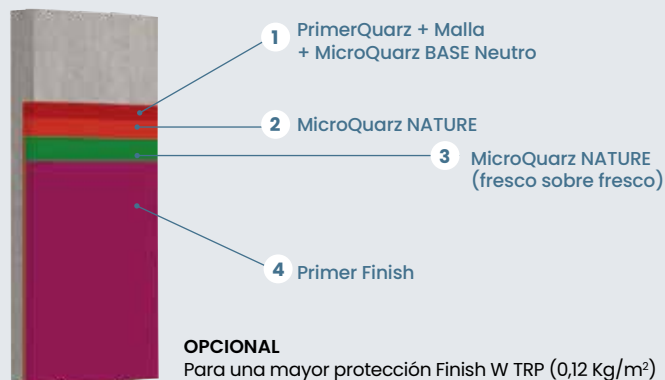 1 PrimerQuarz + Malla
+ MicroQuarz BASE Neutro
2 MicroQuarz NATURE
3 MicroQuarz NATURE
(fresco sobre fresco)
4 Primer Finish
OPCIONAL
Para una mayor protección Finish W TRP (0,12 Kg/m²)